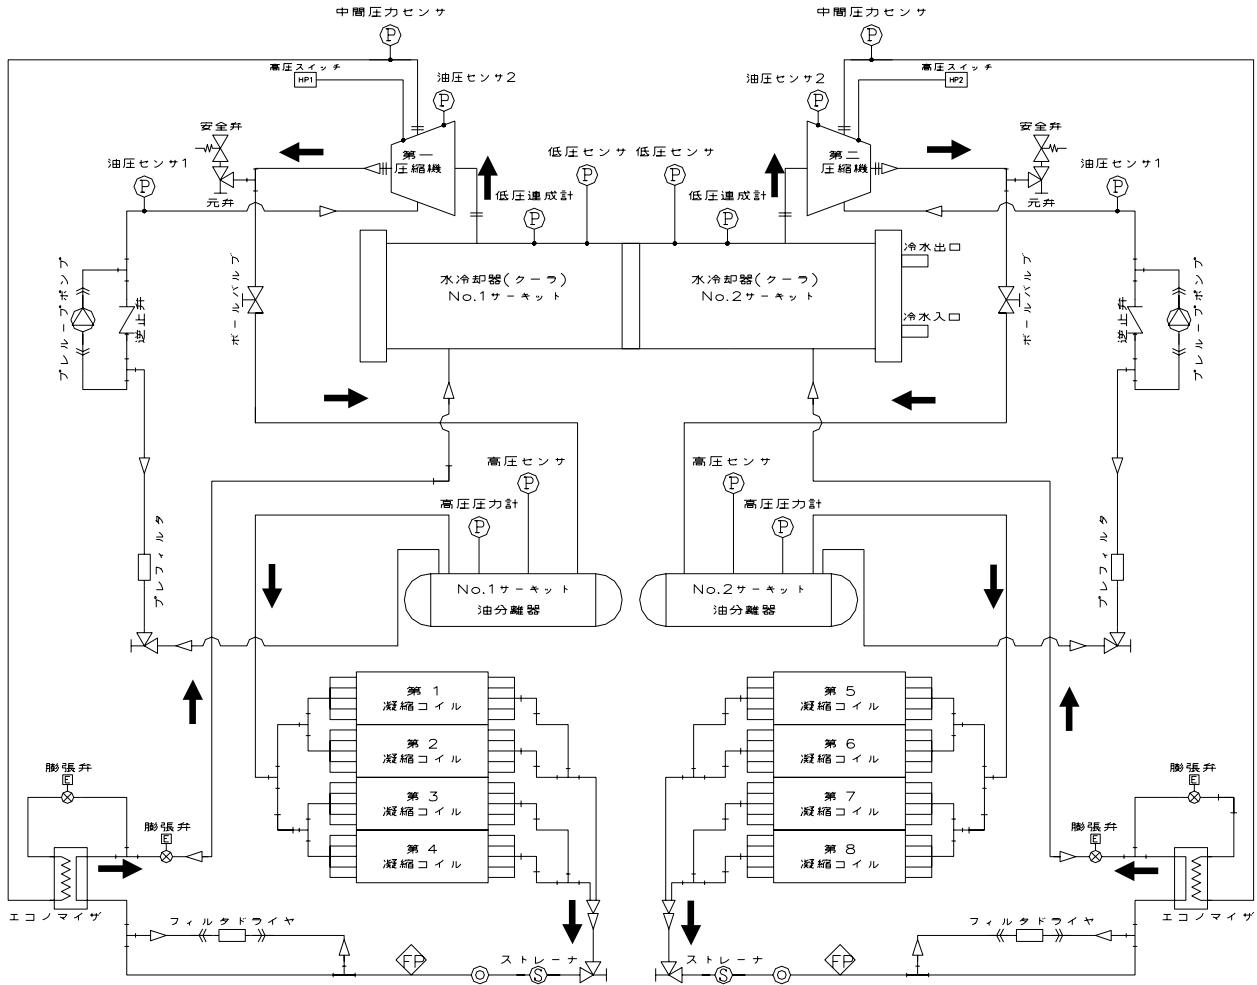 中間圧力センサ
中間圧力センサ
P
P
高圧スイッチ
高圧スイッチ
HP1
HP2
油圧センサ2
油圧センサ2
P
P
安全弁
安全弁
油圧センサ1
第一
圧縮機
低圧センサ
低圧センサ
第二
圧縮機
油圧センサ1
P
P
P
P
元弁
低圧連成計
低圧連成計
元弁
P
P
冷水出口
水冷却器(クーラ)
No.1サーキット
水冷却器(クーラ)
No.2サーキット
冷水入口
プレルーブポンプ
逆止弁
ボールバルブ
ボールバルブ
逆止弁
プレルーブポンプ
高圧センサ
高圧センサ
P
P
高圧圧力計
高圧圧力計
P
P
プレフィルタ
プレフィルタ
No.1サーキット
油分離器
No.2サーキット
油分離器
第 1
凝縮コイル
第 5
凝縮コイル
第 2
凝縮コイル
第 6
凝縮コイル
第 3
凝縮コイル
第 7
凝縮コイル
第 4
凝縮コイル
第 8
凝縮コイル
膨張弁
E
膨張弁
E
膨張弁
E
膨張弁
E
エコノマイザ
フィルタドライヤ
フィルタドライヤ
エコノマイザ
FP
ストレーナ
S
ストレーナ
S
FP